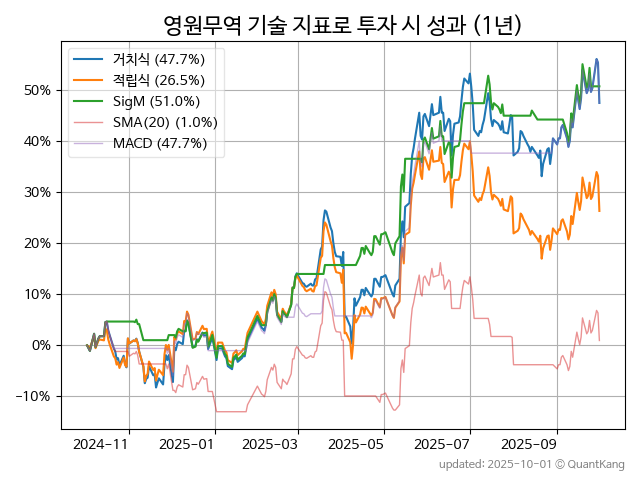 영원무역 기술 지표로 투자 시 성과 (1년)
거치식 (47.7%)
적립식 (26.5%)
SigM (51.0%)
SMA(20) (1.0%)
MACD (47.7%)
50%
40%
30%
20%
10%
0%
−10%
2024-11 2025-01 2025-03 2025-05 2025-07 2025-09
updated: 2025-10-01 © QuantKang